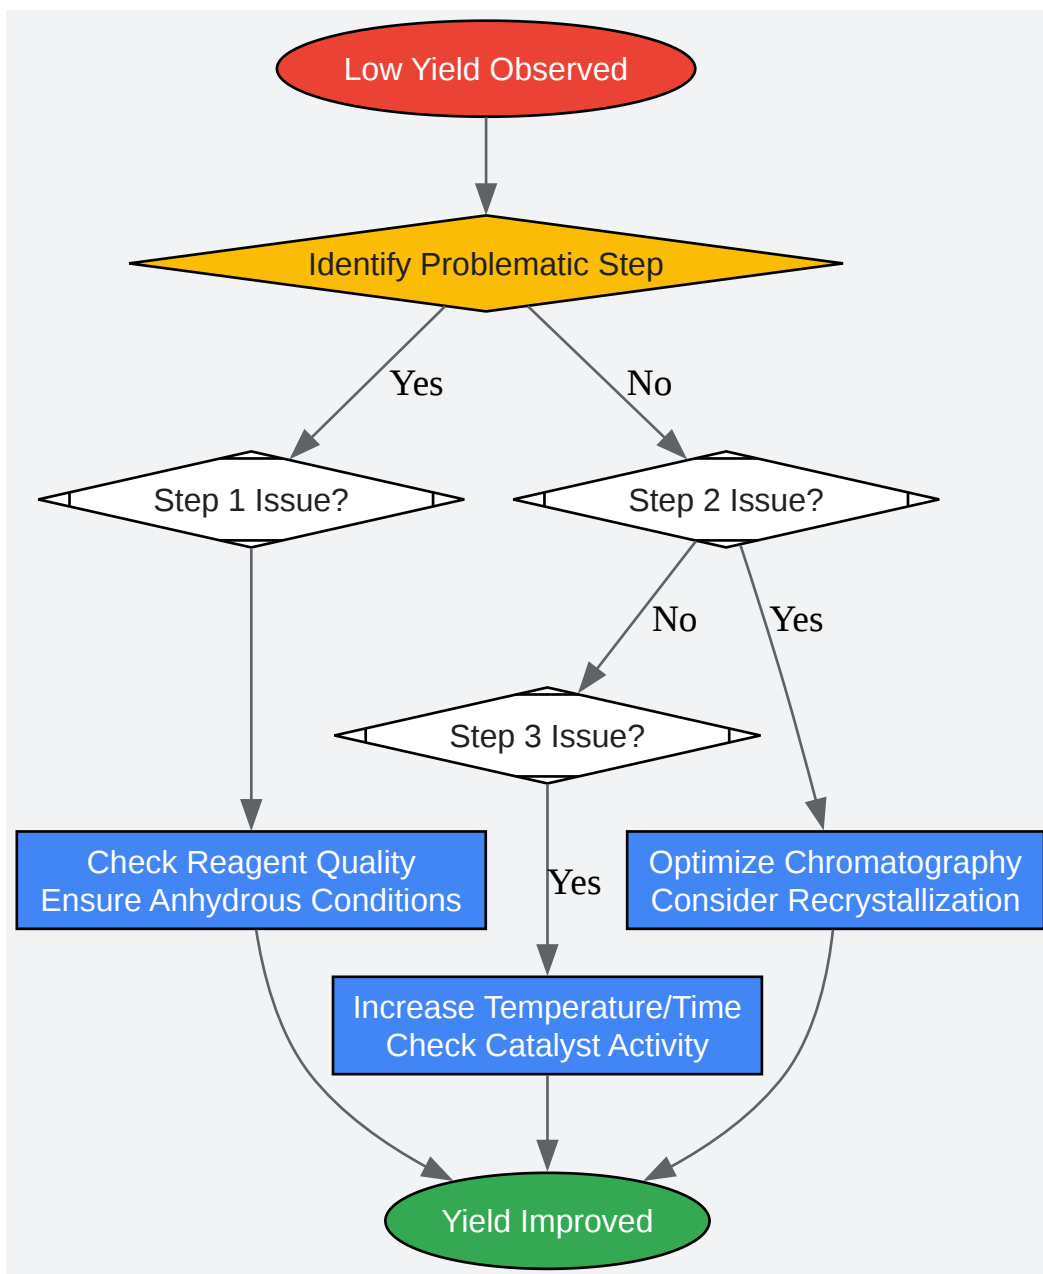 Low Yield Observed
Identify Problematic Step
Yes
No
Step 1 Issue?
Step 2 Issue?
No
Yes
Step 3 Issue?
Check Reagent Quality
Ensure Anhydrous Conditions
Yes
Optimize Chromatography
Consider Recrystallization
Increase Temperature/Time
Check Catalyst Activity
Yield Improved